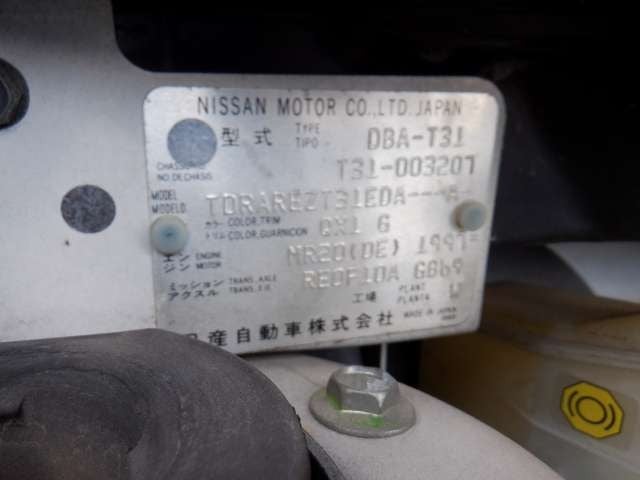 NISSAN MOTOR CO.,LTD. JAPAN
型式 TYPE TIPO DBA-T31
CHASSIS NO. NO.DECHASIS T31-003207
MODEL MODELO TDRAREZT31EDA---A-
カラー COLOR,TRIM トリム COLOR,GUARNICION QX1 G
エンジン ENGINE MOTOR MR20(DE) 1997
ミッション アクスル TRANS,AXLE TRANS,EJE RE0F10A GB69
工場 PLANT PLANTA
日産自動車株式会社 MADE IN JAPAN